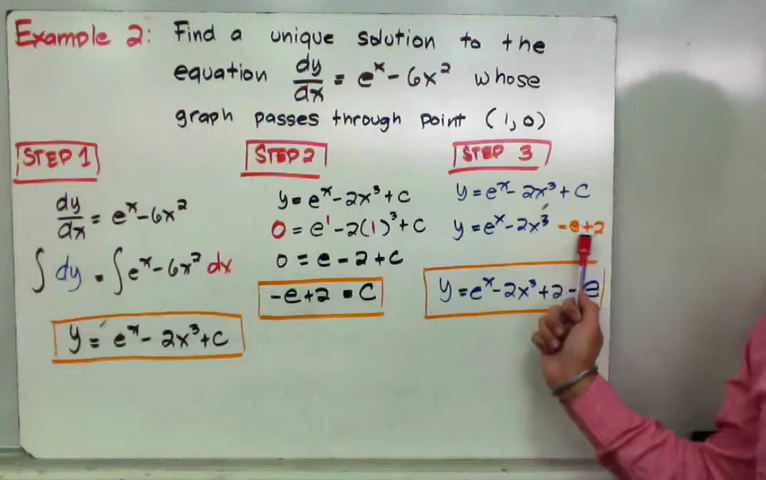 Example 2: Find a unique solution to the
equation dy/dx = e^x - 6x^2 whose
graph passes through point (1, 0)
STEP 1
dy/dx = e^x - 6x^2
∫ dy = ∫ e^x - 6x^2 dx
y = e^x - 2x^3 + C
STEP 2
y = e^x - 2x^3 + C
0 = e^1 - 2(1)^3 + C
0 = e - 2 + C
-e + 2 = C
STEP 3
y = e^x - 2x^3 + C
y = e^x - 2x^3 - e + 2
y = e^x - 2x^3 + 2 - e